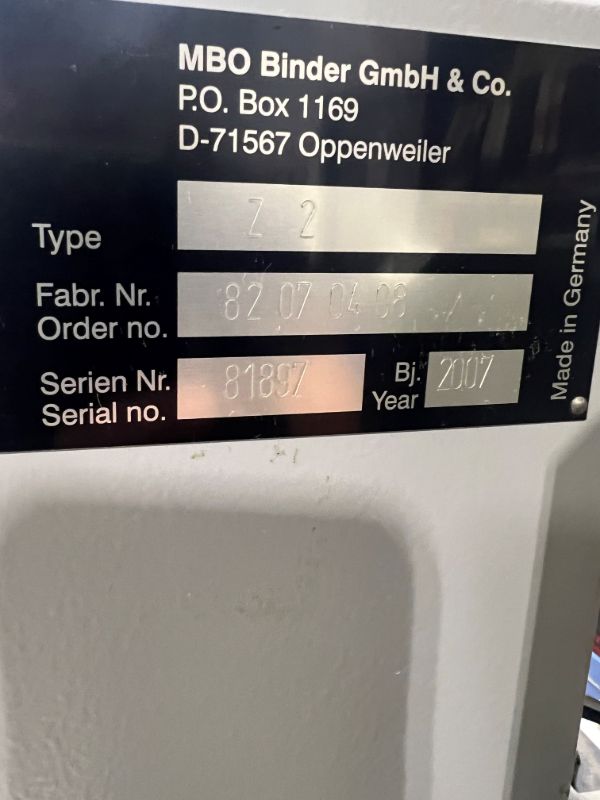 MBO Binder GmbH & Co.
P.O. Box 1169
D-71567 Oppenweiler
Type Z 2
Fabr. Nr.
Order no. 82 07 04 08
Serien Nr. 81897 Bj. 2007
Serial no. Year
Made in Germany